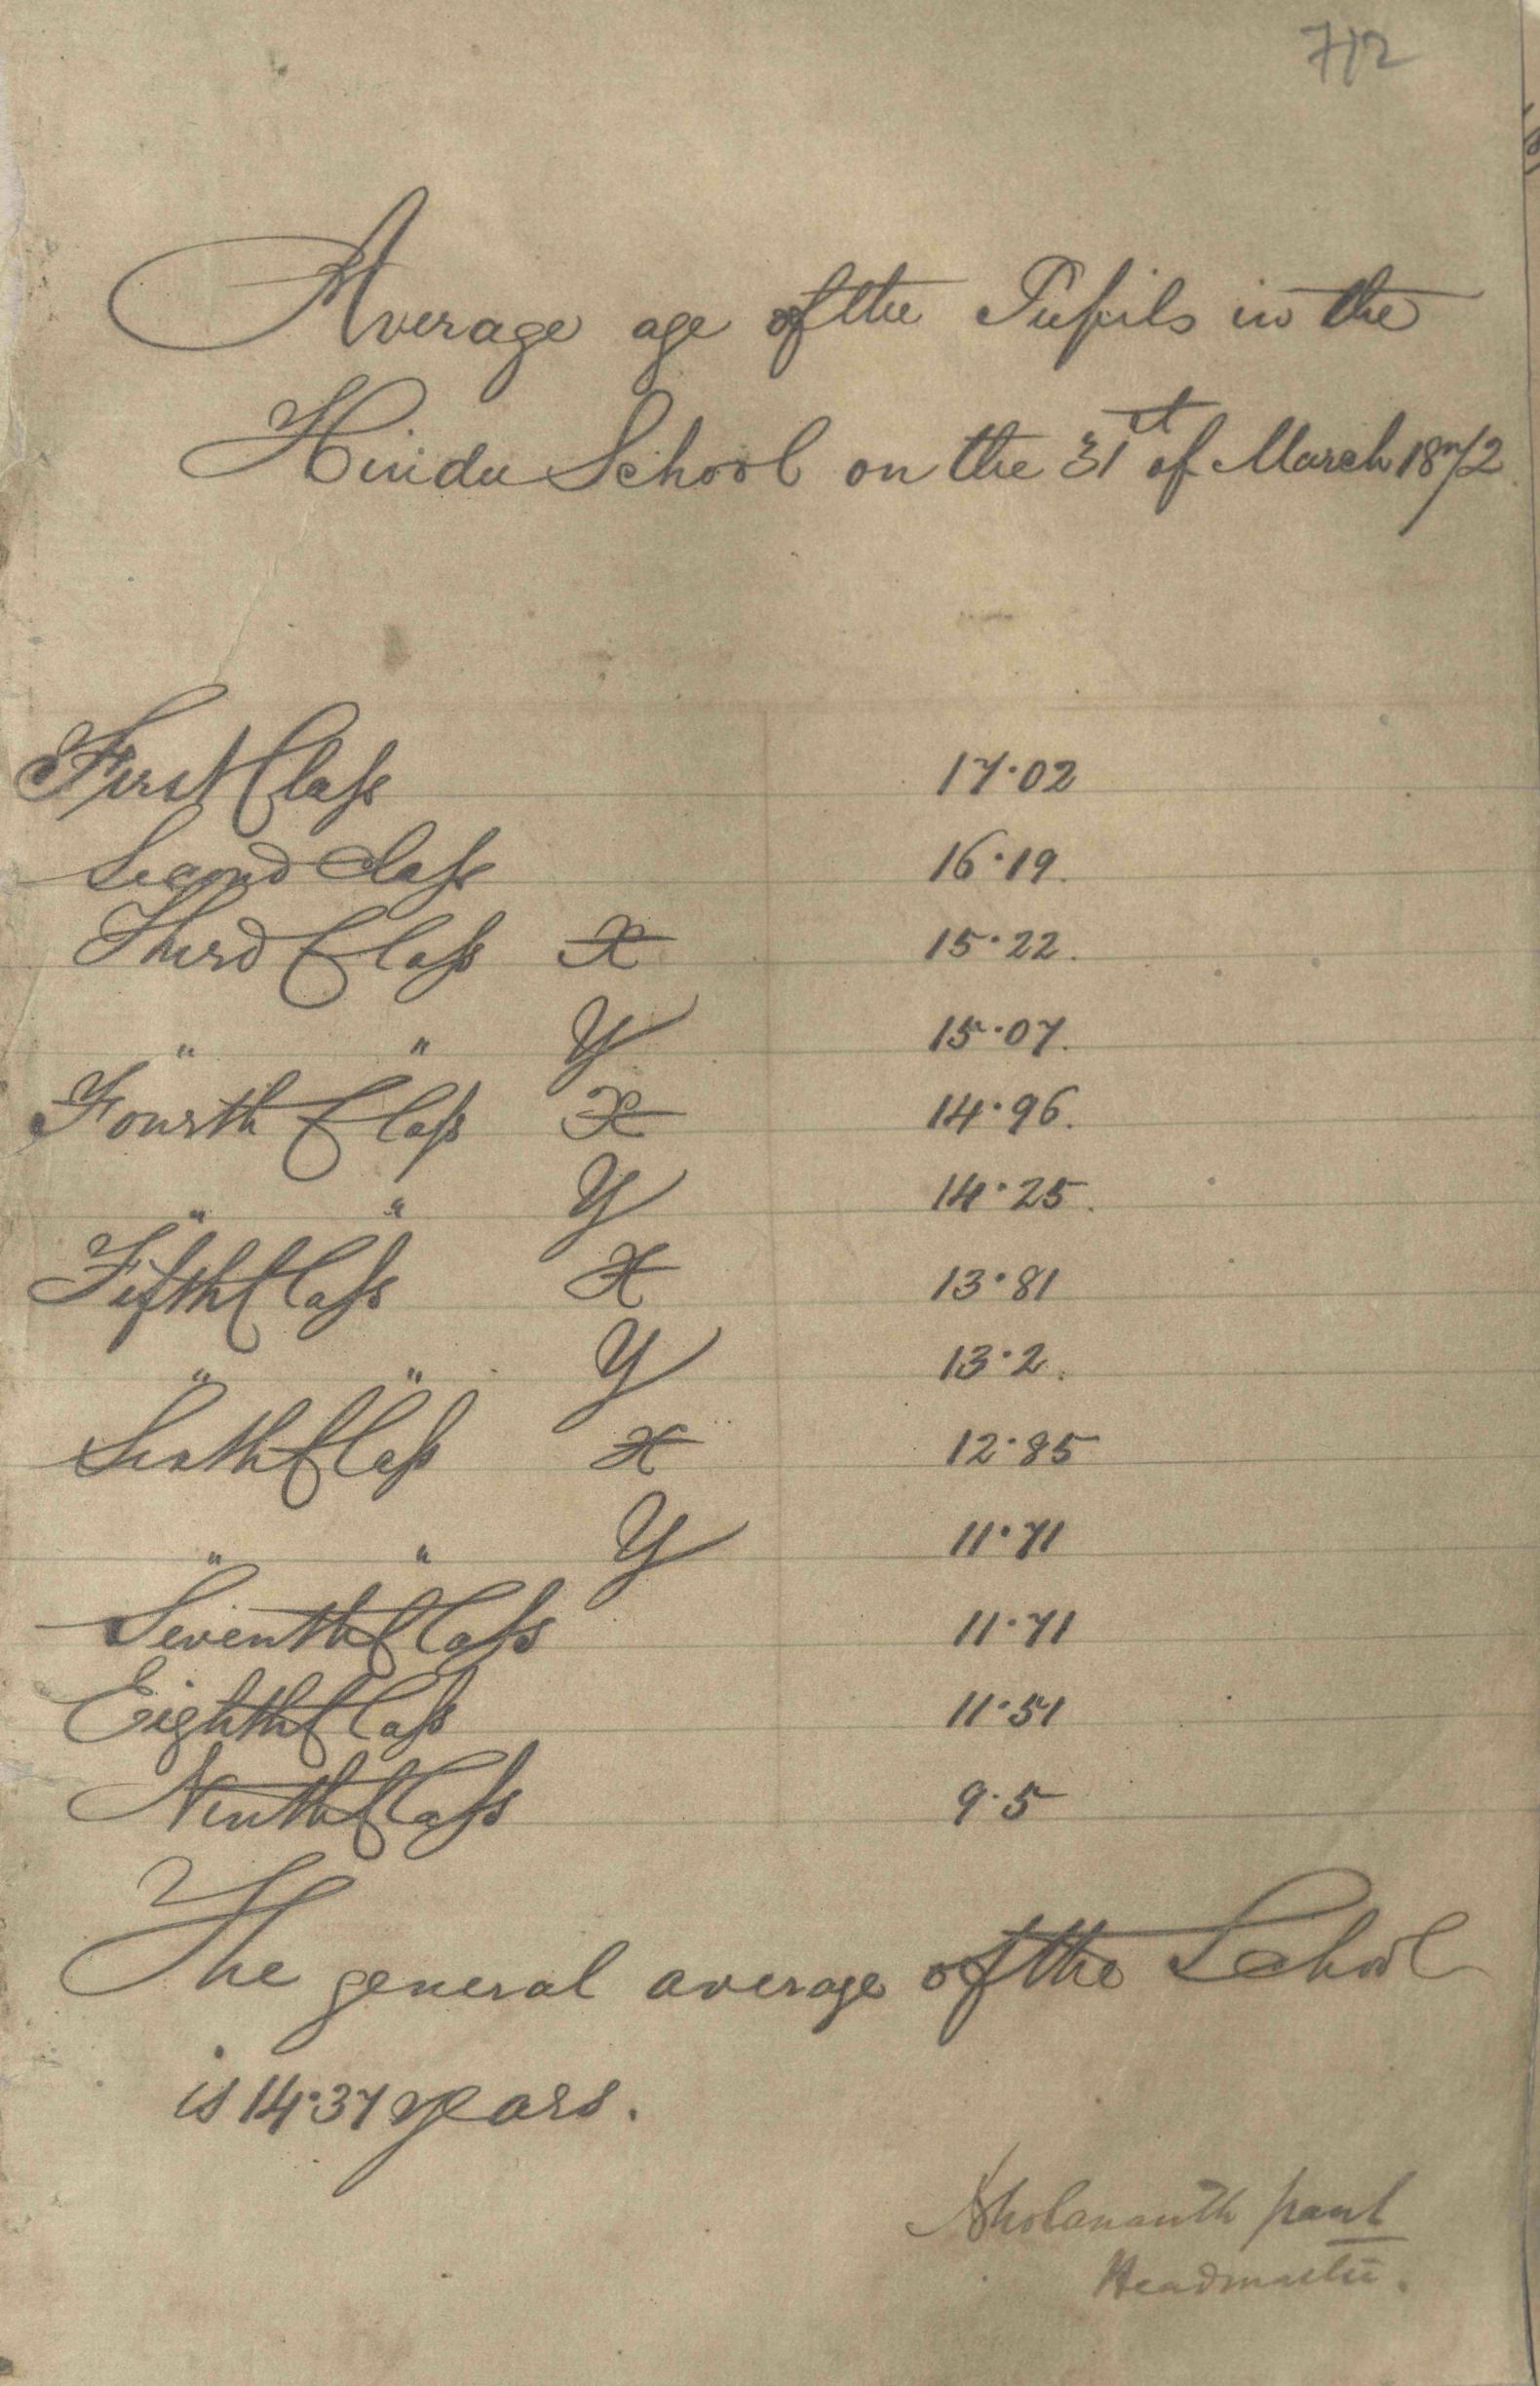 712
Average age of the Pupils in the
Hindu School on the 31st of March 1872
First Class 17.02
Second Class 16.19.
Third Class X 15.22.
" " Y 15.07.
Fourth Class X 14.96.
" " Y 14.25.
Fifth Class X 13.81
" " Y 13.2.
Sixth Class X 12.85
" " Y 11.71
Seventh Class 11.71
Eighth Class 11.51
Ninth Class 9.5
The general average of the School
is 14.37 years.
Bholanauth Paul
Headmaster.